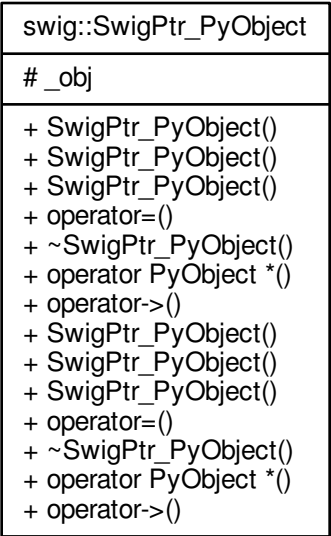 swig::SwigPtr_PyObject
# _obj
+ SwigPtr_PyObject()
+ SwigPtr_PyObject()
+ SwigPtr_PyObject()
+ operator=()
+ ~SwigPtr_PyObject()
+ operator PyObject *()
+ operator->()
+ SwigPtr_PyObject()
+ SwigPtr_PyObject()
+ SwigPtr_PyObject()
+ operator=()
+ ~SwigPtr_PyObject()
+ operator PyObject *()
+ operator->()